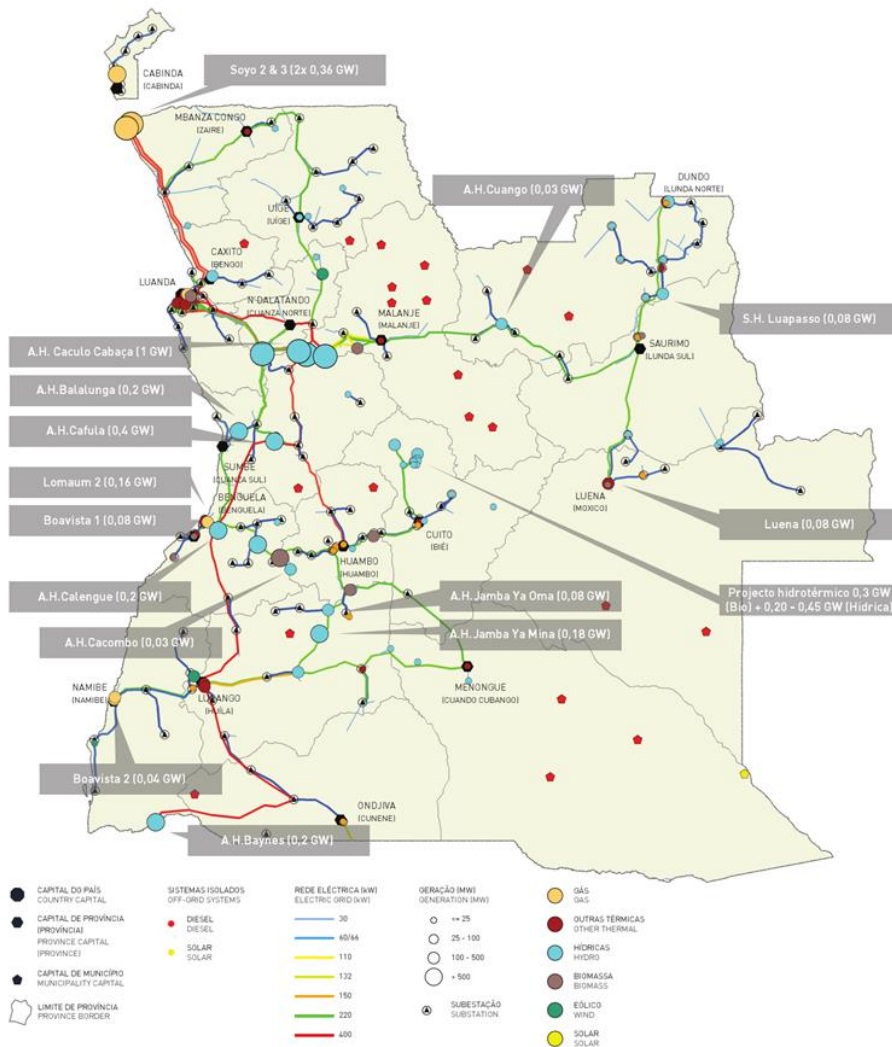 CABINDA
(CABINDA)
Soyo 2 & 3 (2x 0,36 GW)
MBANZA CONGO
(ZAIRE)
DUNDO
(LUNDA NORTE)
A.H.Cuango (0,03 GW)
UÍGE
(UÍGE)
CAXITO
(BENGO)
LUANDA
N'DALATANDO
(CUANZA NORTE)
MALANJE
(MALANJE)
S.H. Luapasso (0,08 GW)
SAURIMO
(LUNDA SUL)
A.H. Caculo Cabaça (1 GW)
A.H.Balalunga (0,2 GW)
A.H.Cafula (0,4 GW)
SUMBE
(CUANZA SUL)
Lomaum 2 (0,16 GW)
BENGUELA
(BENGUELA)
LUENA
(MOXICO)
Boavista 1 (0,08 GW)
CUITO
(BIÉ)
Luena (0,08 GW)
HUAMBO
(HUAMBO)
A.H.Calengue (0,2 GW)
A.H.Jamba Ya Oma (0,08 GW)
Projecto hidrotérmico 0,3 GW
(Bio) + 0,20 - 0,45 GW (Hídrica)
A.H.Cacombo (0,03 GW)
A.H.Jamba Ya Mina (0,18 GW)
NAMIBE
(NAMIBE)
LUBANGO
(HUÍLA)
MENONGUE
(CUANDO CUBANGO)
Boavista 2 (0,04 GW)
ONDJIVA
(CUNENE)
A.H.Baynes (0,2 GW)
CAPITAL DO PAÍS
COUNTRY CAPITAL
CAPITAL DE PROVÍNCIA
(PROVÍNCIA)
PROVINCE CAPITAL
(PROVINCE)
CAPITAL DE MUNICÍPIO
MUNICIPALITY CAPITAL
LIMITE DE PROVÍNCIA
PROVINCE BORDER
SISTEMAS ISOLADOS
OFF-GRID SYSTEMS
DIESEL
DIESEL
SOLAR
SOLAR
REDE ELÉCTRICA (kW)
ELECTRIC GRID (kW)
30
60/66
110
132
150
220
400
GERAÇÃO (MW)
GENERATION (MW)
<= 25
25 - 100
100 - 500
+ 500
SUBESTAÇÃO
SUBSTATION
GÁS
GAS
OUTRAS TÉRMICAS
OTHER THERMAL
HÍDRICAS
HYDRO
BIOMASSA
BIOMASS
EÓLICO
WIND
SOLAR
SOLAR